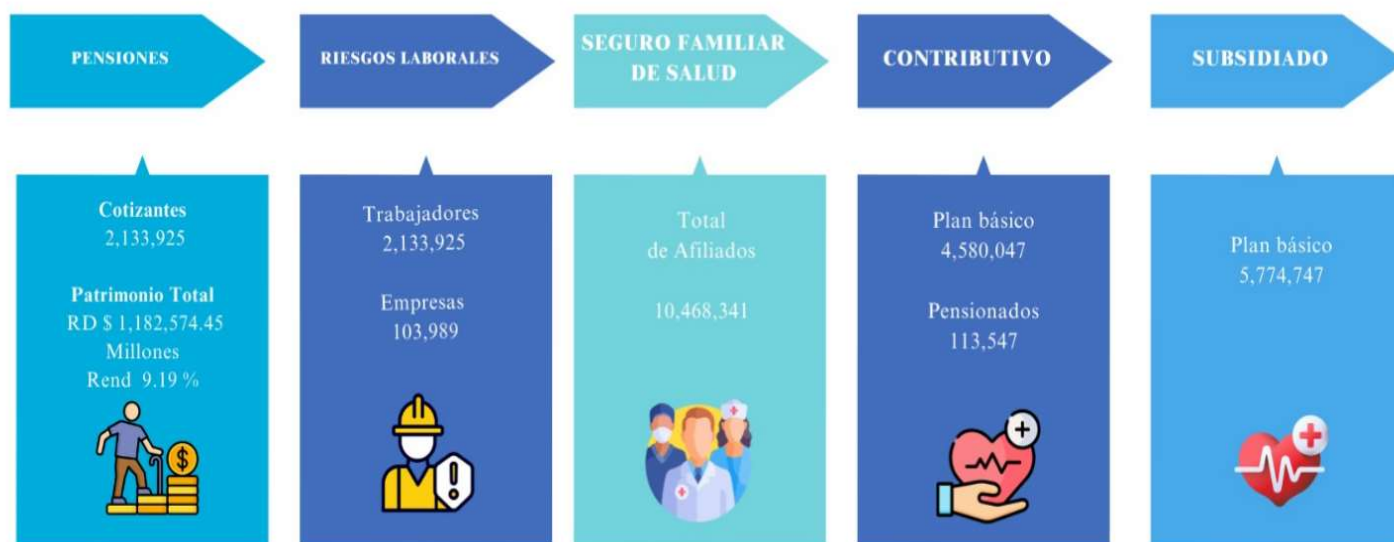 PENSIONES
RIESGOS LABORALES
SEGURO FAMILIAR
DE SALUD
CONTRIBUTIVO
SUBSIDIADO
Cotizantes
2,133,925
Patrimonio Total
RD $ 1,182,574.45
Millones
Rend 9.19 %
$
Trabajadores
2,133,925
Empresas
103,989
!
Total
de Afiliados
10,468,341
Plan básico
4,580,047
Pensionados
113,547
Plan básico
5,774,747